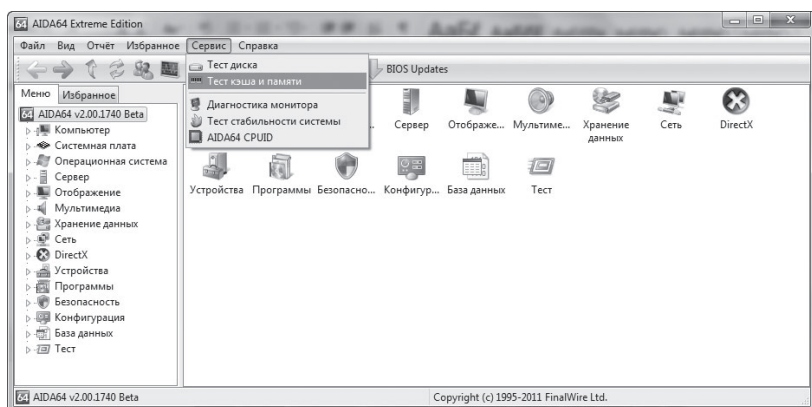 AIDA64 Extreme Edition
Файл Вид Отчёт Избранное Сервис Справка
BIOS Updates
Тест диска
Тест кэша и памяти
Диагностика монитора
Тест стабильности системы
AIDA64 CPUID
Меню Избранное
AIDA64 v2.00.1740 Beta
Компьютер
Системная плата
Операционная система
Сервер
Отображение
Мультимедиа
Хранение данных
Сеть
DirectX
Устройства
Программы
Безопасность
Конфигурация
База данных
Тест
Сервер Отображе... Мультиме... Хранение данных Сеть DirectX
Устройства Программы Безопасно... Конфигур... База данных Тест
AIDA64 v2.00.1740 Beta Copyright (c) 1995-2011 FinalWire Ltd.